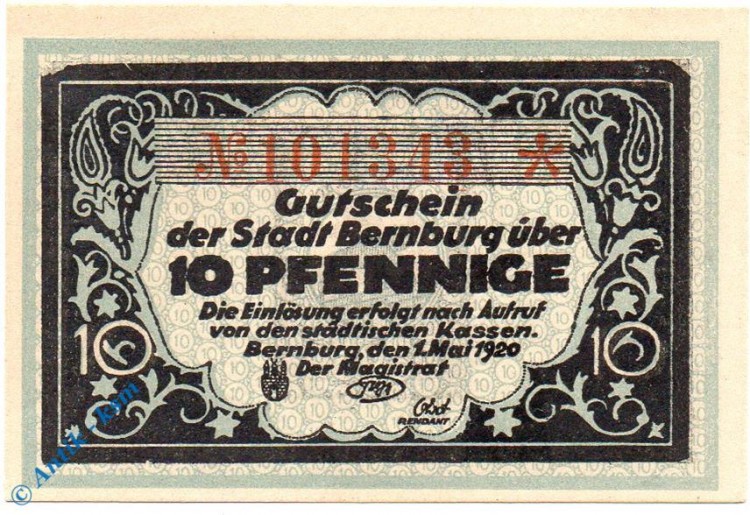 № 101343 *
Gutschein
der Stadt Bernburg über
10 PFENNIGE
Die Einlösung erfolgt nach Aufruf
von den städtischen Kassen.
Bernburg, den 1. Mai 1920
Der Magistrat
RENDANT
10
10
© Antik - kym